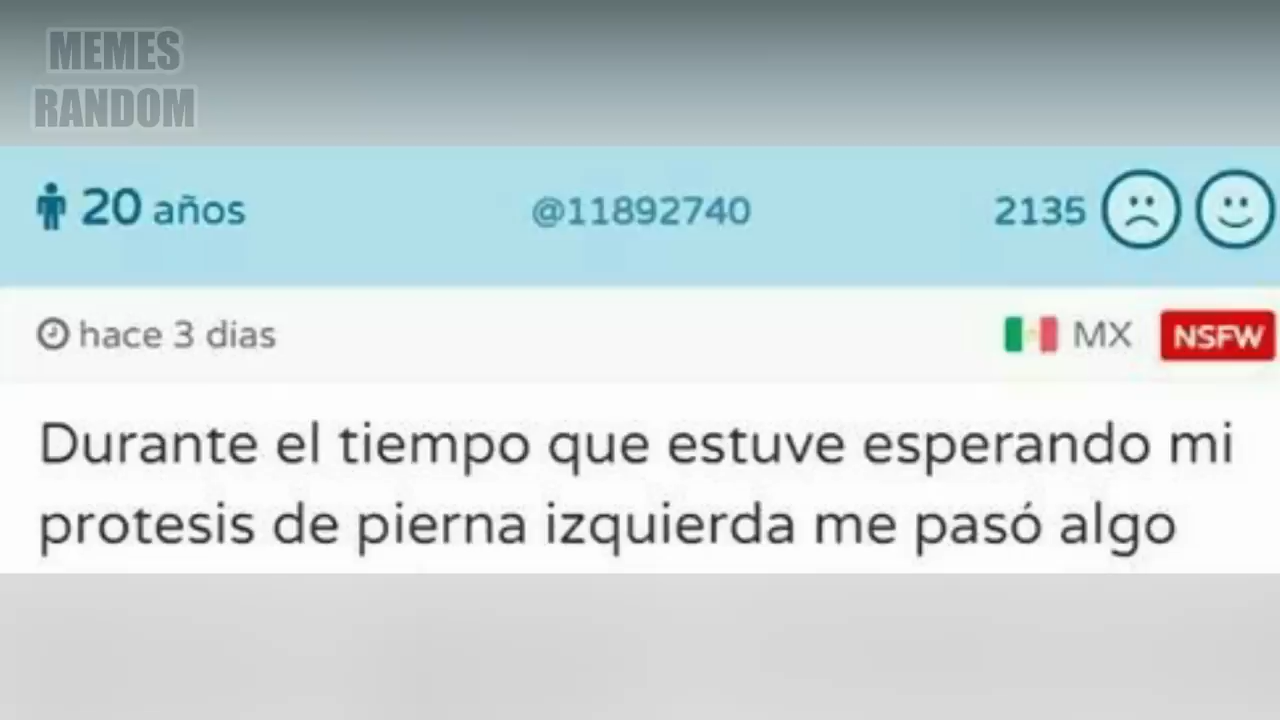 MEMES
RANDOM
20 años @11892740 2135
hace 3 dias MX NSFW
Durante el tiempo que estuve esperando mi
protesis de pierna izquierda me pasó algo